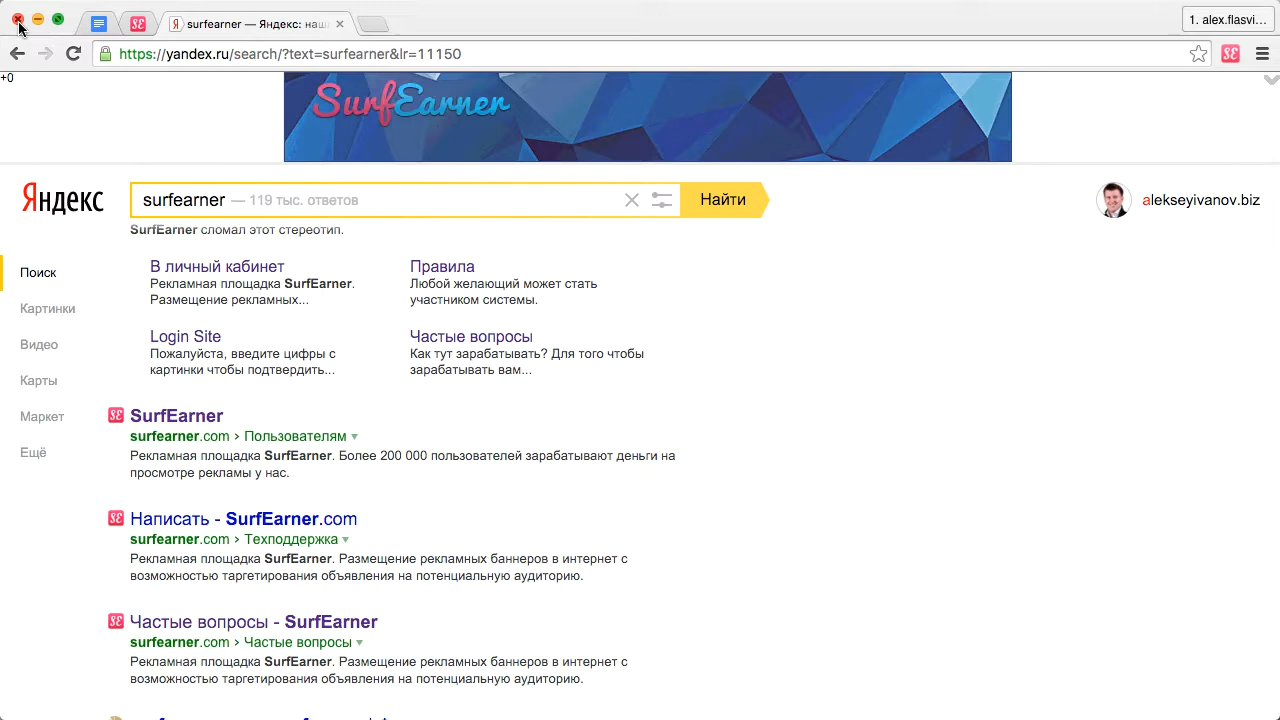 surfearner — Яндекс: наш
1. alex.flasvi...
https://yandex.ru/search/?text=surfearner&lr=11150
+0
SurfEarner
Яндекс
surfearner — 119 тыс. ответов
Найти
alekseyivanov.biz
SurfEarner сломал этот стереотип.
Поиск
Картинки
Видео
Карты
Маркет
Ещё
В личный кабинет
Рекламная площадка SurfEarner.
Размещение рекламных...
Правила
Любой желающий может стать
участником системы.
Login Site
Пожалуйста, введите цифры с
картинки чтобы подтвердить...
Частые вопросы
Как тут зарабатывать? Для того чтобы
зарабатывать вам...
SE SurfEarner
surfearner.com › Пользователям
Рекламная площадка SurfEarner. Более 200 000 пользователей зарабатывают деньги на
просмотре рекламы у нас.
SE Написать - SurfEarner.com
surfearner.com › Техподдержка
Рекламная площадка SurfEarner. Размещение рекламных баннеров в интернет с
возможностью таргетирования объявления на потенциальную аудиторию.
SE Частые вопросы - SurfEarner
surfearner.com › Частые вопросы
Рекламная площадка SurfEarner. Размещение рекламных баннеров в интернет с
возможностью таргетирования объявления на потенциальную аудиторию.